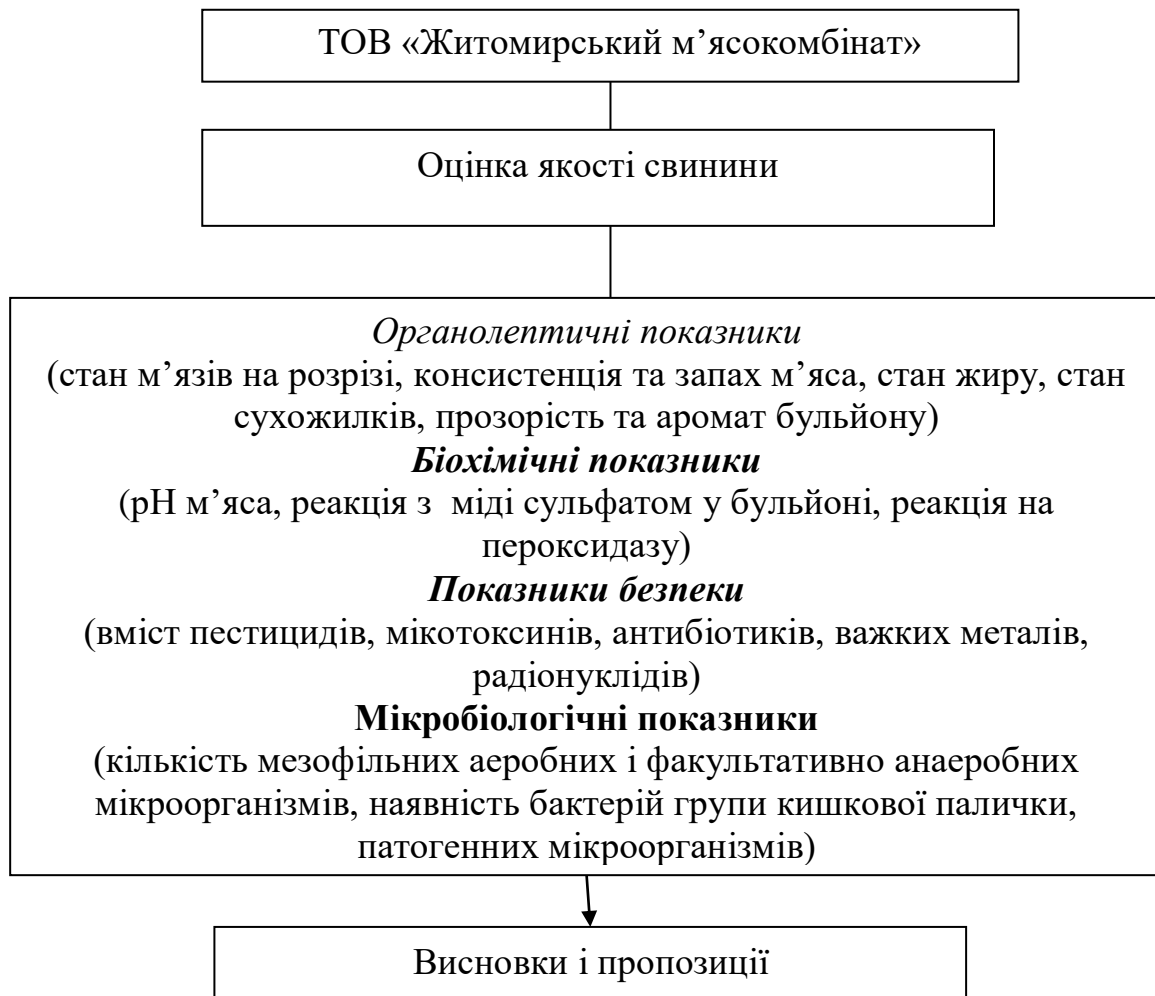 ТОВ «Житомирський м’ясокомбінат»
Оцінка якості свинини
Органолептичні показники
(стан м’язів на розрізі, консистенція та запах м’яса, стан жиру, стан
сухожилків, прозорість та аромат бульйону)
Біохімічні показники
(рН м’яса, реакція з міді сульфатом у бульйоні, реакція на
пероксидазу)
Показники безпеки
(вміст пестицидів, мікотоксинів, антибіотиків, важких металів,
радіонуклідів)
Мікробіологічні показники
(кількість мезофільних аеробних і факультативно анаеробних
мікроорганізмів, наявність бактерій групи кишкової палички,
патогенних мікроорганізмів)
Висновки і пропозиції